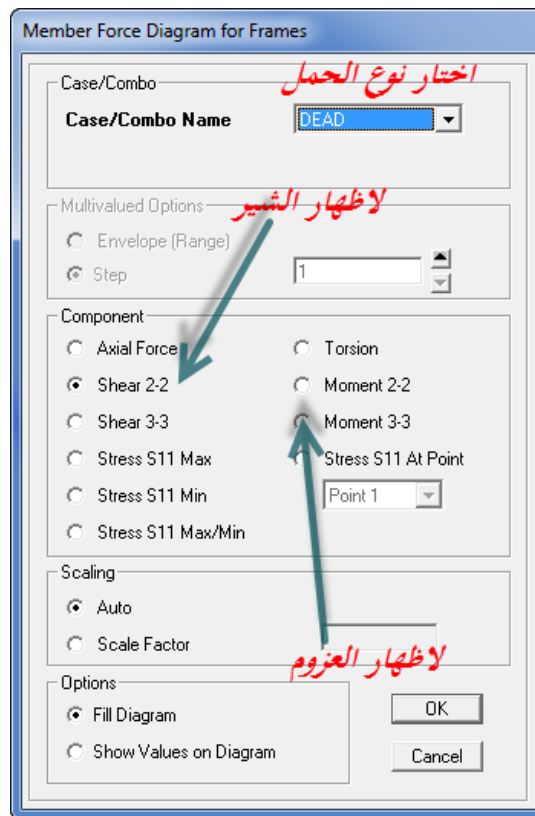 Member Force Diagram for Frames
اختار نوع الحمل
Case/Combo
Case/Combo Name
DEAD
لاظهار الشير
Multivalued Options
Envelope (Range)
Step
1
Component
Axial Force
Torsion
Shear 2-2
Moment 2-2
Shear 3-3
Moment 3-3
Stress S11 Max
Stress S11 At Point
Stress S11 Min
Point 1
Stress S11 Max/Min
Scaling
Auto
Scale Factor
لاظهار العزوم
Options
Fill Diagram
OK
Show Values on Diagram
Cancel